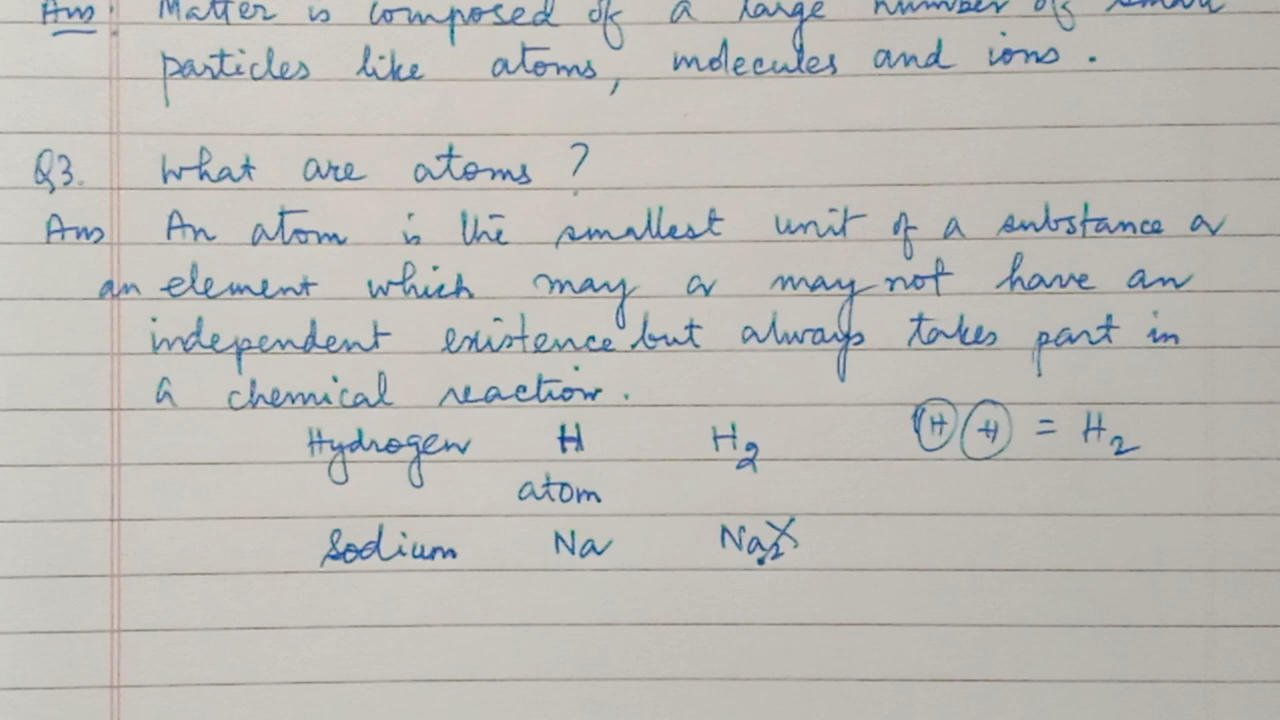 Ans: Matter is composed of a large number of small
particles like atoms, molecules and ions.
Q3. What are atoms?
Ans An atom is the smallest unit of a substance or
an element which may or may not have an
independent existence but always takes part in
a chemical reaction.
Hydrogen H H₂ (H)(H) = H₂
atom
Sodium Na Na₂X